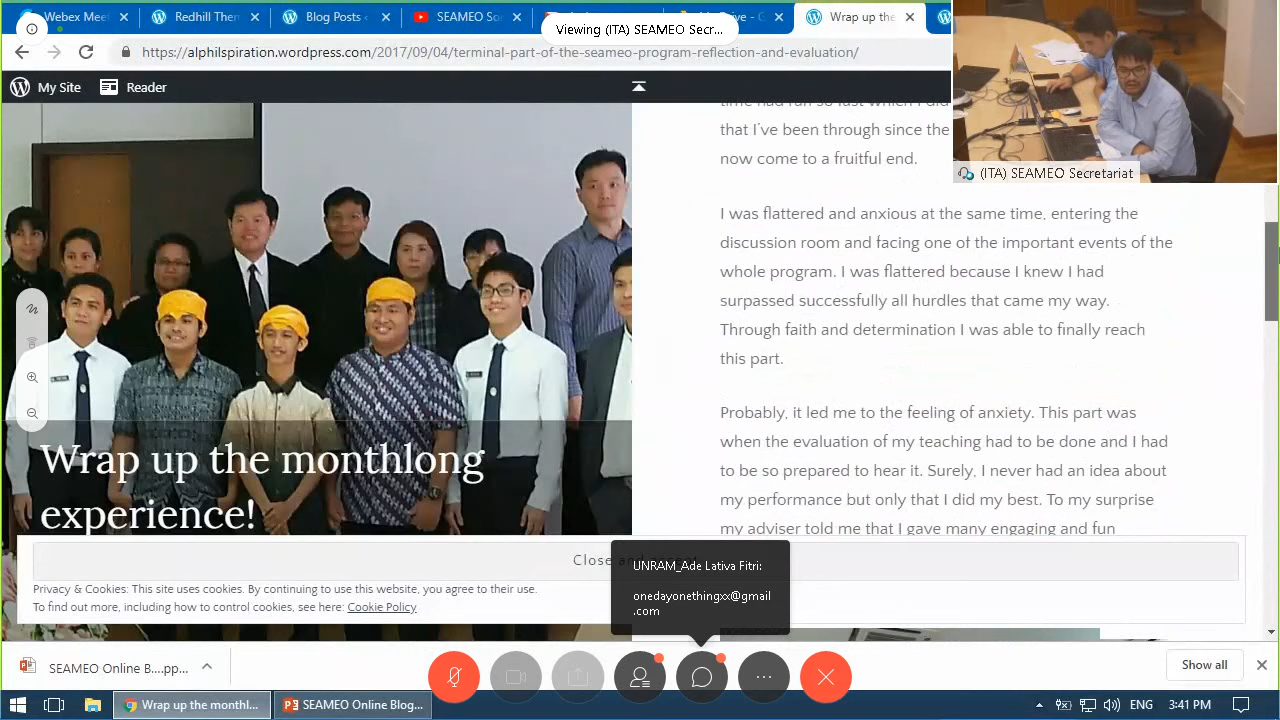 Webex Meet
Redhill Them
Blog Posts ‹
SEAMEO Sor
Wrap up the
Viewing (ITA) SEAMEO Secr...
https://alphilspiration.wordpress.com/2017/09/04/terminal-part-of-the-seameo-program-reflection-and-evaluation/
My Site
Reader
(ITA) SEAMEO Secretariat
that I've been through since the
now come to a fruitful end.
I was flattered and anxious at the same time, entering the
discussion room and facing one of the important events of the
whole program. I was flattered because I knew I had
surpassed successfully all hurdles that came my way.
Through faith and determination I was able to finally reach
this part.
Probably, it led me to the feeling of anxiety. This part was
when the evaluation of my teaching had to be done and I had
to be so prepared to hear it. Surely, I never had an idea about
my performance but only that I did my best. To my surprise
my adviser told me that I gave many engaging and fun
Wrap up the monthlong
experience!
Close and accept
Privacy & Cookies: This site uses cookies. By continuing to use this website, you agree to their use.
To find out more, including how to control cookies, see here: Cookie Policy
UNRAM_Ade Lativa Fitri:
onedayonethingxx@gmail
.com
SEAMEO Online B....pp...
Show all
Wrap up the monthl...
SEAMEO Online Blog...
ENG
3:41 PM